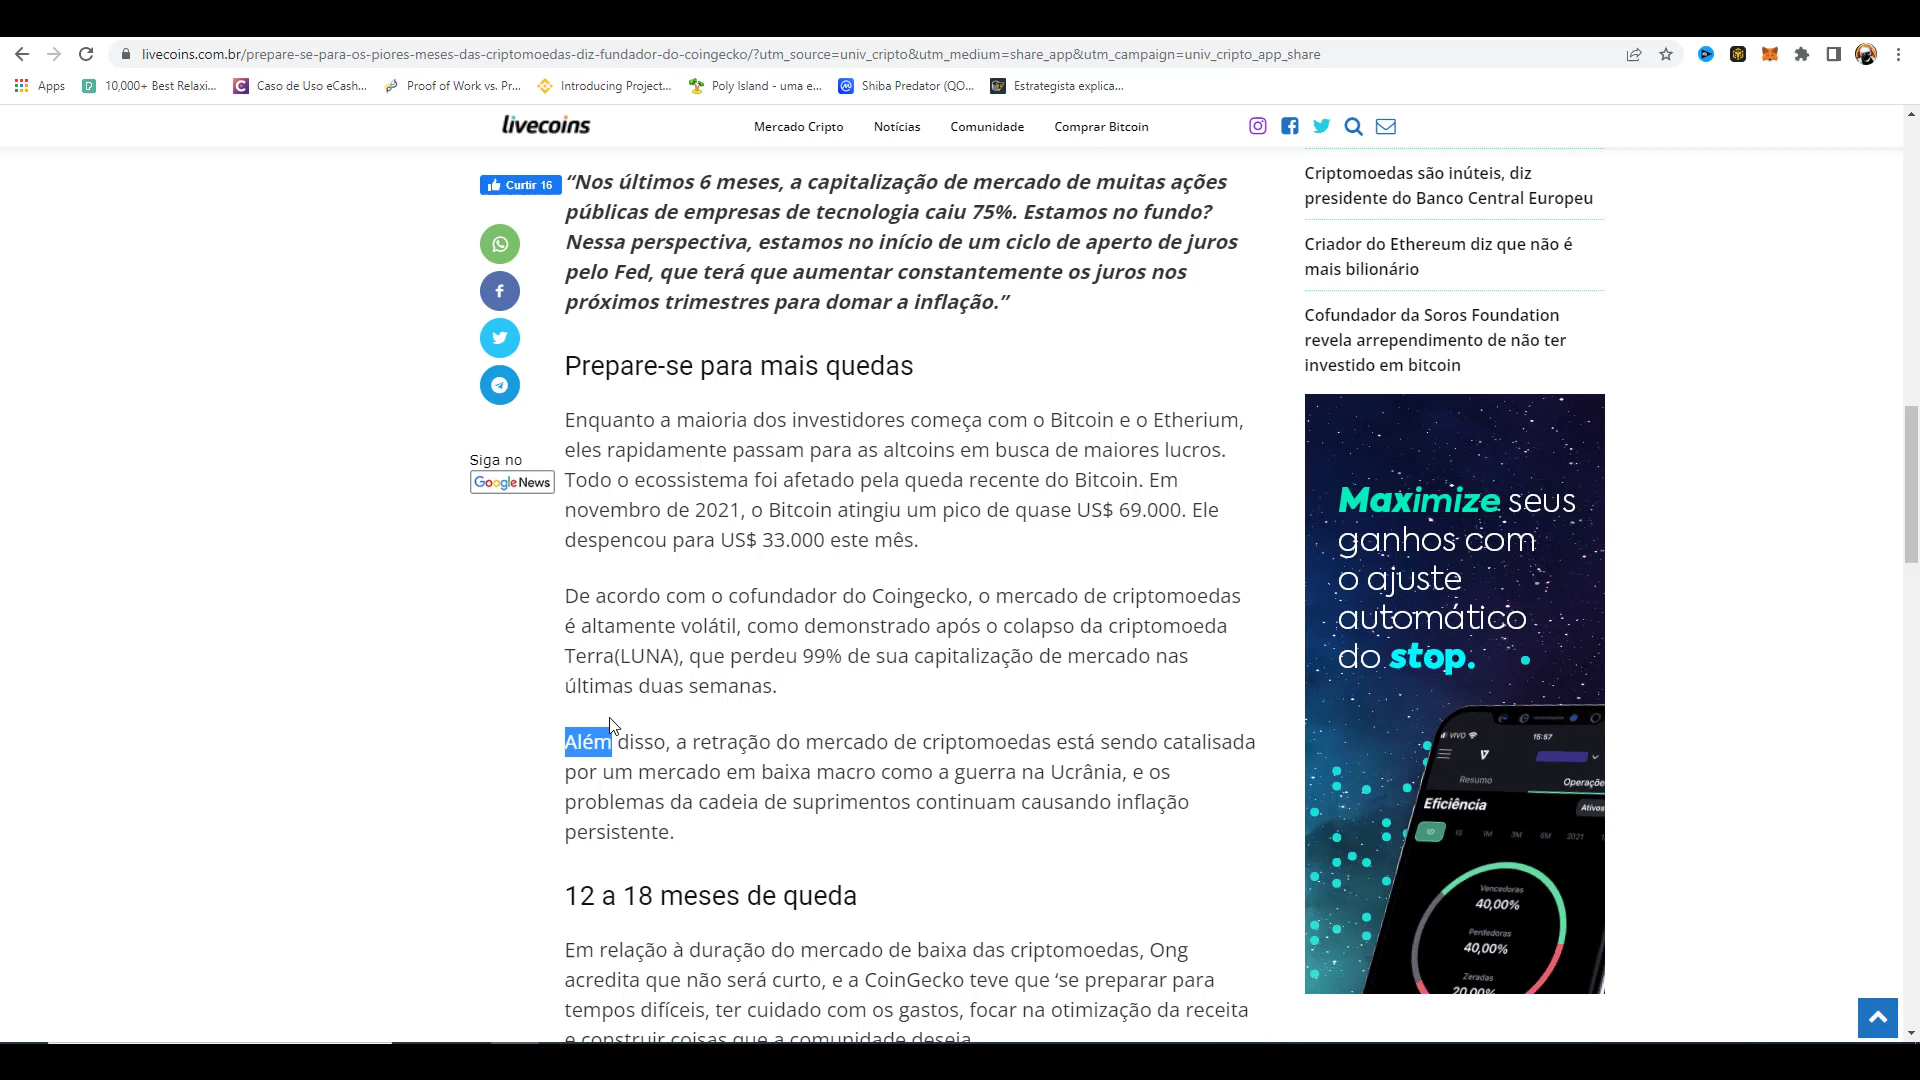 livecoins.com.br/prepare-se-para-os-piores-meses-das-criptomoedas-diz-fundador-do-coingecko/?utm_source=univ_cripto&utm_medium=share_app&utm_campaign=univ_cripto_app_share
Apps
10,000+ Best Relaxi...
Caso de Uso eCash...
Proof of Work vs. Pr...
Introducing Project...
Poly Island - uma e...
Shiba Predator (QO...
Estrategista explica...
livecoins
Mercado Cripto
Notícias
Comunidade
Comprar Bitcoin
Curtir 16
Siga no
Google News
“Nos últimos 6 meses, a capitalização de mercado de muitas ações
públicas de empresas de tecnologia caiu 75%. Estamos no fundo?
Nessa perspectiva, estamos no início de um ciclo de aperto de juros
pelo Fed, que terá que aumentar constantemente os juros nos
próximos trimestres para domar a inflação.”
Prepare-se para mais quedas
Enquanto a maioria dos investidores começa com o Bitcoin e o Etherium,
eles rapidamente passam para as altcoins em busca de maiores lucros.
Todo o ecossistema foi afetado pela queda recente do Bitcoin. Em
novembro de 2021, o Bitcoin atingiu um pico de quase US$ 69.000. Ele
despencou para US$ 33.000 este mês.
De acordo com o cofundador do Coingecko, o mercado de criptomoedas
é altamente volátil, como demonstrado após o colapso da criptomoeda
Terra(LUNA), que perdeu 99% de sua capitalização de mercado nas
últimas duas semanas.
Além disso, a retração do mercado de criptomoedas está sendo catalisada
por um mercado em baixa macro como a guerra na Ucrânia, e os
problemas da cadeia de suprimentos continuam causando inflação
persistente.
12 a 18 meses de queda
Em relação à duração do mercado de baixa das criptomoedas, Ong
acredita que não será curto, e a CoinGecko teve que ‘se preparar para
tempos difíceis, ter cuidado com os gastos, focar na otimização da receita
e construir coisas que a comunidade deseja
Criptomoedas são inúteis, diz
presidente do Banco Central Europeu
Criador do Ethereum diz que não é
mais bilionário
Cofundador da Soros Foundation
revela arrependimento de não ter
investido em bitcoin
Maximize seus
ganhos com
o ajuste
automático
do stop.
VIVO
15:57
Resumo
Operaçõe
Eficiência
Ativos
1D
1S
1M
3M
6M
2021
Vencedoras
40,00%
Perdedoras
40,00%
Zeradas
20,00%